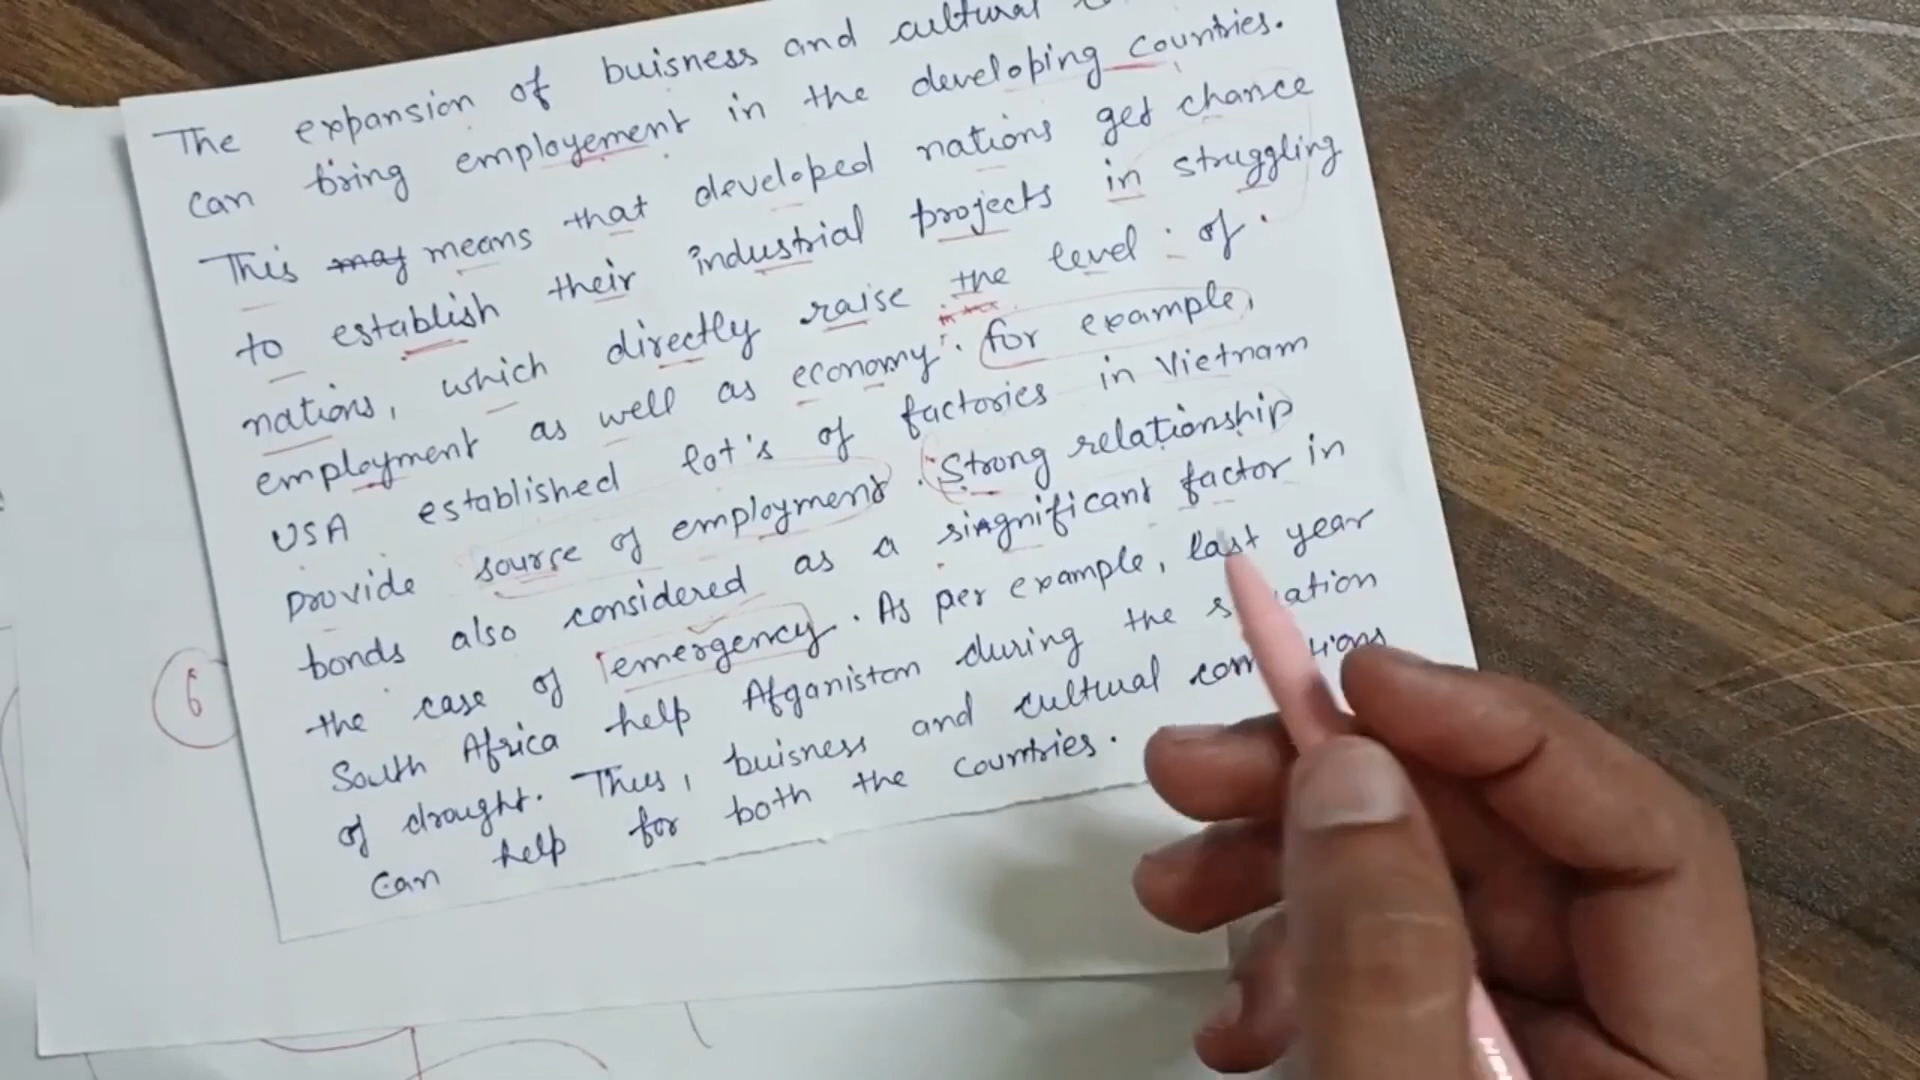 The expansion of buisness and cultural
can bring employement in the developing countries.
This may means that developed nations get chance
to establish their industrial projects in struggling
nations, which directly raise the level of
employment as well as economy. for example,
USA established lot's of factories in Vietnam
provide sourse of employment. Strong relationship
bonds also considered as a singnificant factor in
the case of emergency. As per example, last year
South Africa help Afganistan during the
of drought. Thus, buisness and cultural
can help for both the countries.
6